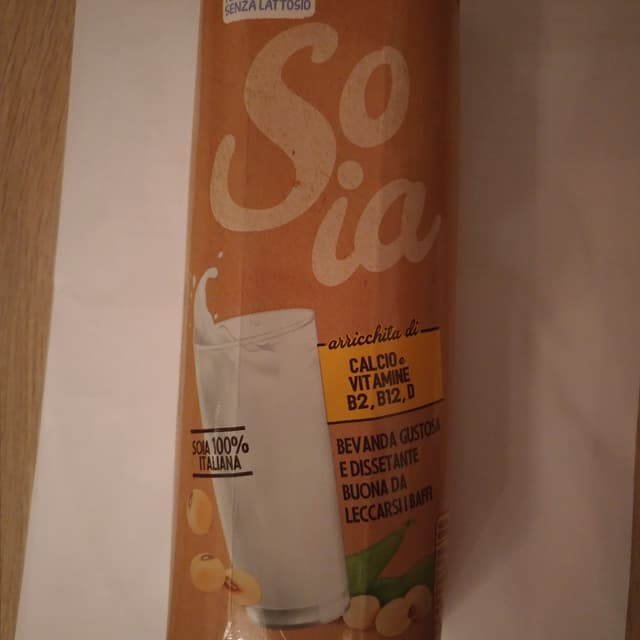 SENZA LATTOSIO
So
ia
arricchita di
CALCIO e
VITAMINE
B2, B12, D
SOIA 100%
ITALIANA
BEVANDA GUSTOSA
E DISSETANTE
BUONA DA
LECCARSI I BAFFI